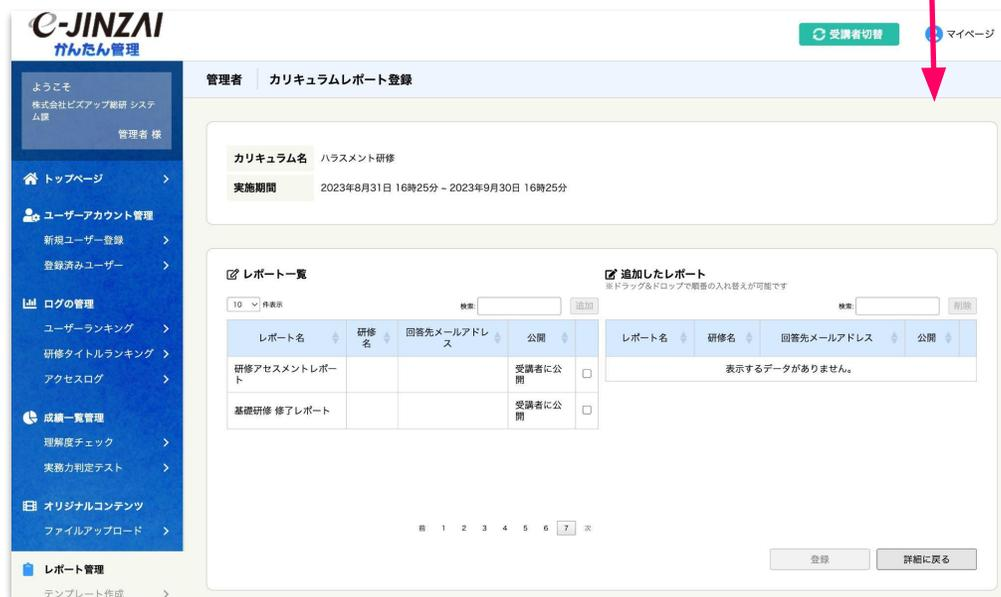 e-JINZAI
かんたん管理
受講者切替
マイページ
ようこそ
株式会社ビズアップ総研 システ
ム課
管理者 様
管理者
カリキュラムレポート登録
カリキュラム名 ハラスメント研修
実施期間 2023年8月31日 16時25分 ~ 2023年9月30日 16時25分
トップページ
ユーザーアカウント管理
新規ユーザー登録
登録済みユーザー
ログの管理
ユーザーランキング
研修タイトルランキング
アクセスログ
成績一覧管理
理解度チェック
実務力判定テスト
オリジナルコンテンツ
ファイルアップロード
レポート管理
テンプレート作成
レポート一覧
10 件表示
検索:
追加
レポート名 研修名 回答先メールアドレス 公開
研修アセスメントレポート 受講者に公開
基礎研修 修了レポート 受講者に公開
前 1 2 3 4 5 6 7 次
追加したレポート
※ドラッグ&ドロップで順番の入れ替えが可能です
検索:
削除
レポート名 研修名 回答先メールアドレス 公開
表示するデータがありません。
登録
詳細に戻る